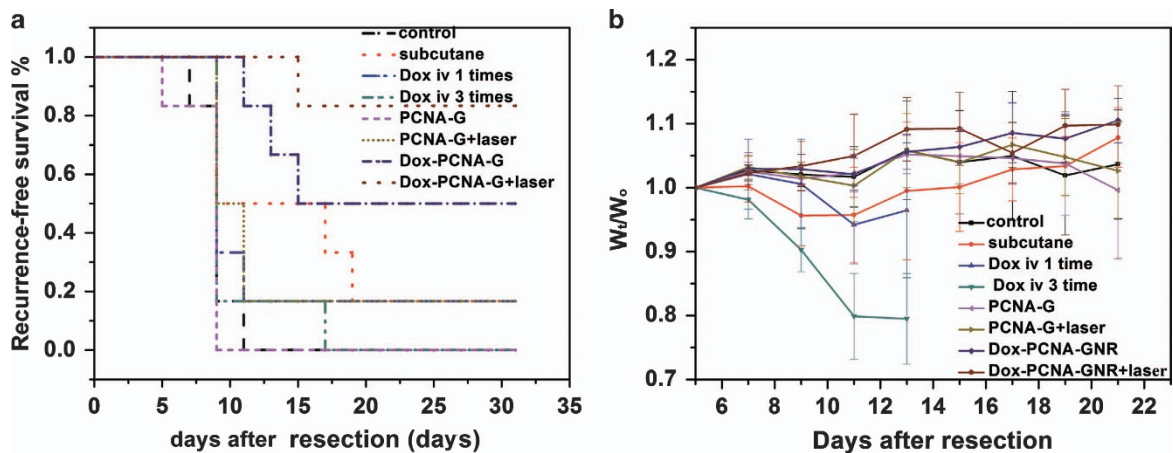 a
control
subcutane
Dox iv 1 times
Dox iv 3 times
PCNA-G
PCNA-G+laser
Dox-PCNA-G
Dox-PCNA-G+laser
Recurrence-free survival %
1.0
0.8
0.6
0.4
0.2
0.0
0 5 10 15 20 25 30 35
days after resection (days)
b
Wt/Wo
1.25
1.2
1.1
1.0
0.9
0.8
0.7
control
subcutane
Dox iv 1 time
Dox iv 3 time
PCNA-G
PCNA-G+laser
Dox-PCNA-GNR
Dox-PCNA-GNR+laser
6 8 10 12 14 16 18 20 22
Days after resection